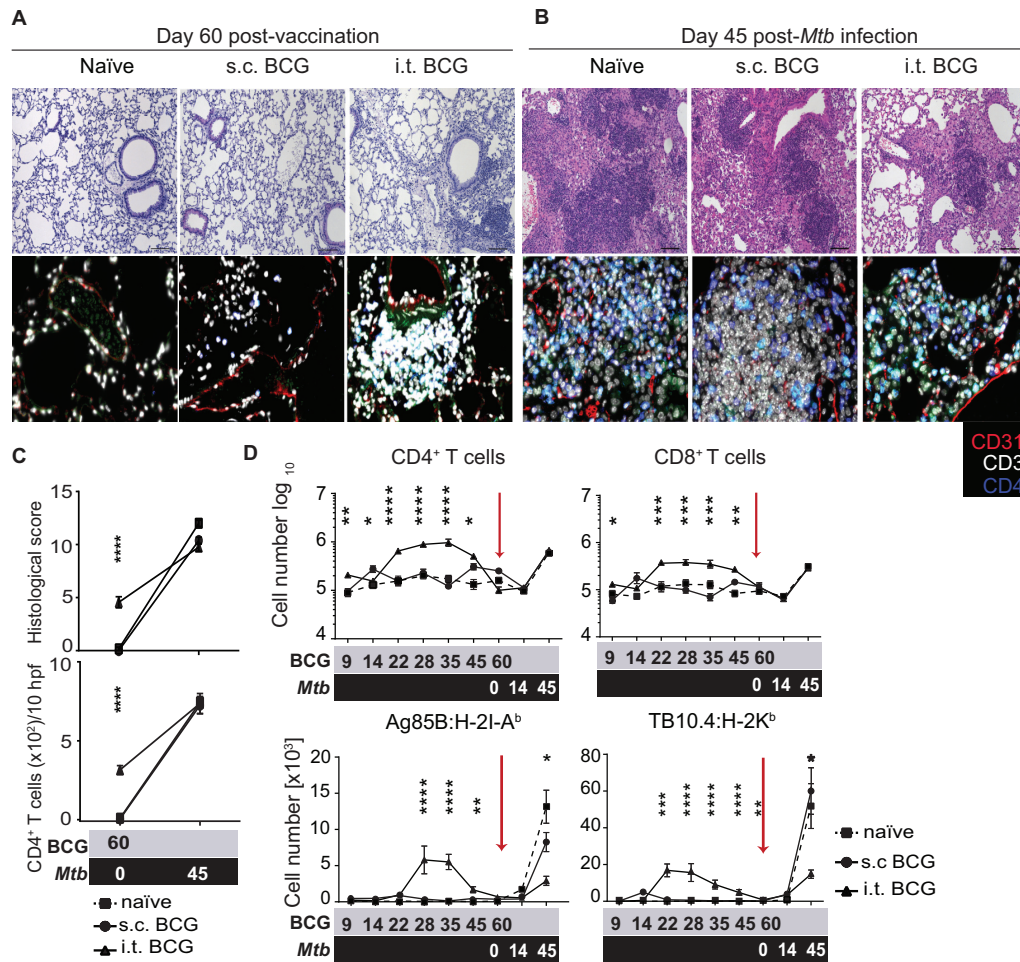 A
Day 60 post-vaccination
Naïve s.c. BCG i.t. BCG
B
Day 45 post-Mtb infection
Naïve s.c. BCG i.t. BCG
CD31
CD3
CD4
C
Histological score
15
10
5
0
****
CD4⁺ T cells (x10²)/10 hpf
10
5
0
****
BCG 60
Mtb 0 45
naïve
s.c. BCG
i.t. BCG
D
CD4⁺ T cells
Cell number log 10
7
6
5
4
** * **** **** **** *
BCG 9 14 22 28 35 45 60
Mtb 0 14 45
CD8⁺ T cells
7
6
5
4
* *** *** *** **
9 14 22 28 35 45 60
0 14 45
Ag85B:H-2I-Aᵇ
Cell number [x10³]
20
15
10
5
0
**** **** ** *
BCG 9 14 22 28 35 45 60
Mtb 0 14 45
TB10.4:H-2Kᵇ
80
60
40
20
0
*** **** **** **** ** *
9 14 22 28 35 45 60
0 14 45
naïve
s.c BCG
i.t. BCG